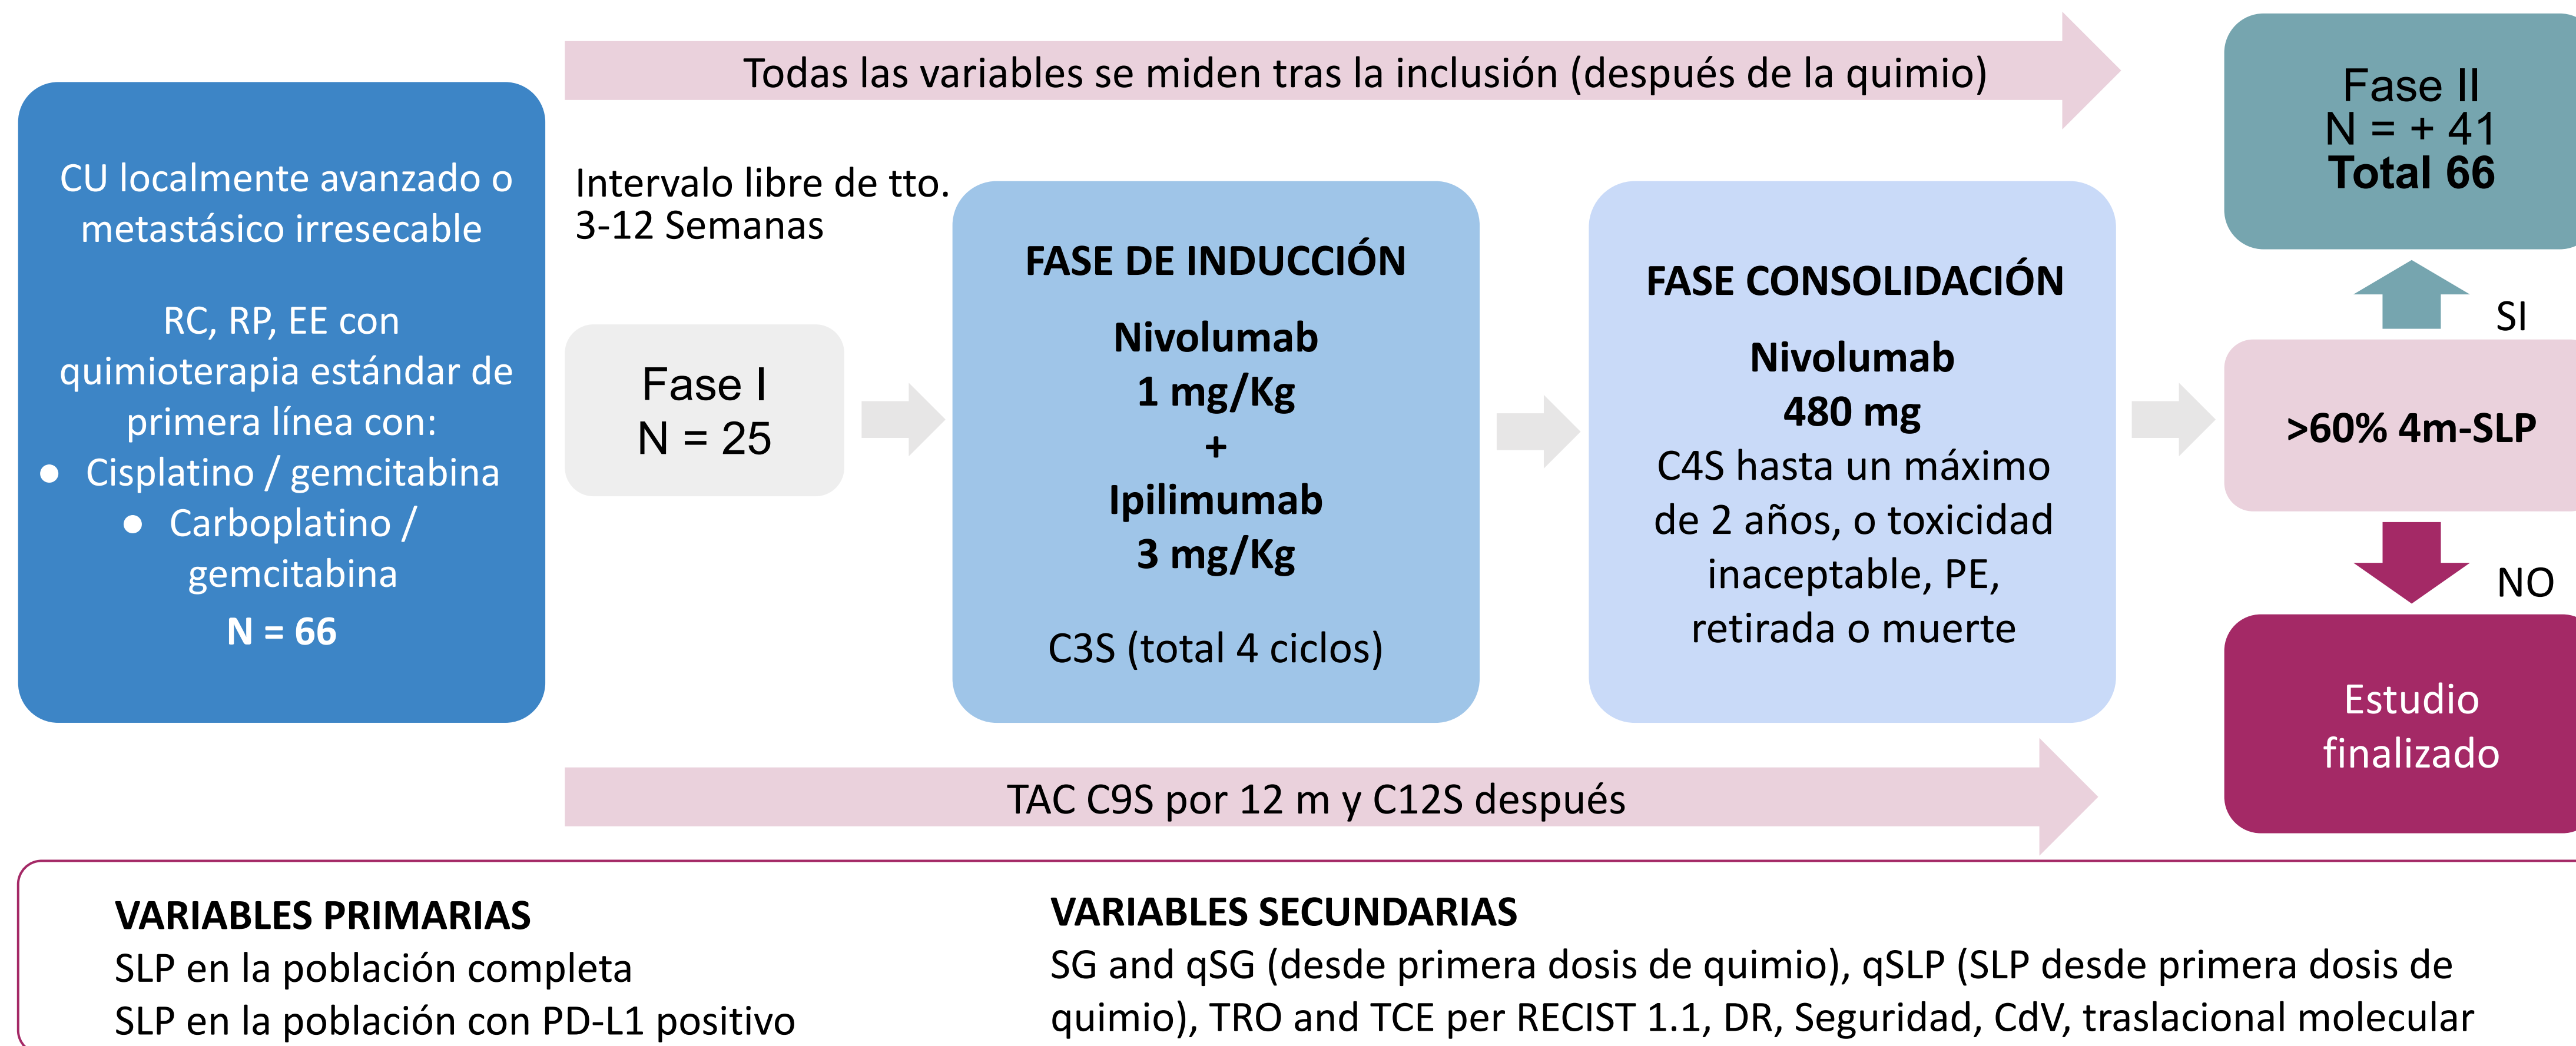 Todas las variables se miden tras la inclusión (después de la quimio)
CU localmente avanzado o
metastásico irresecable
RC, RP, EE con
quimioterapia estándar de
primera línea con:
● Cisplatino / gemcitabina
● Carboplatino /
gemcitabina
N = 66
Intervalo libre de tto.
3-12 Semanas
Fase I
N = 25
FASE DE INDUCCIÓN
Nivolumab
1 mg/Kg
+
Ipilimumab
3 mg/Kg
C3S (total 4 ciclos)
FASE CONSOLIDACIÓN
Nivolumab
480 mg
C4S hasta un máximo
de 2 años, o toxicidad
inaceptable, PE,
retirada o muerte
Fase II
N = + 41
Total 66
SI
>60% 4m-SLP
NO
Estudio
finalizado
TAC C9S por 12 m y C12S después
VARIABLES PRIMARIAS
SLP en la población completa
SLP en la población con PD-L1 positivo
VARIABLES SECUNDARIAS
SG and qSG (desde primera dosis de quimio), qSLP (SLP desde primera dosis de
quimio), TRO and TCE per RECIST 1.1, DR, Seguridad, CdV, traslacional molecular